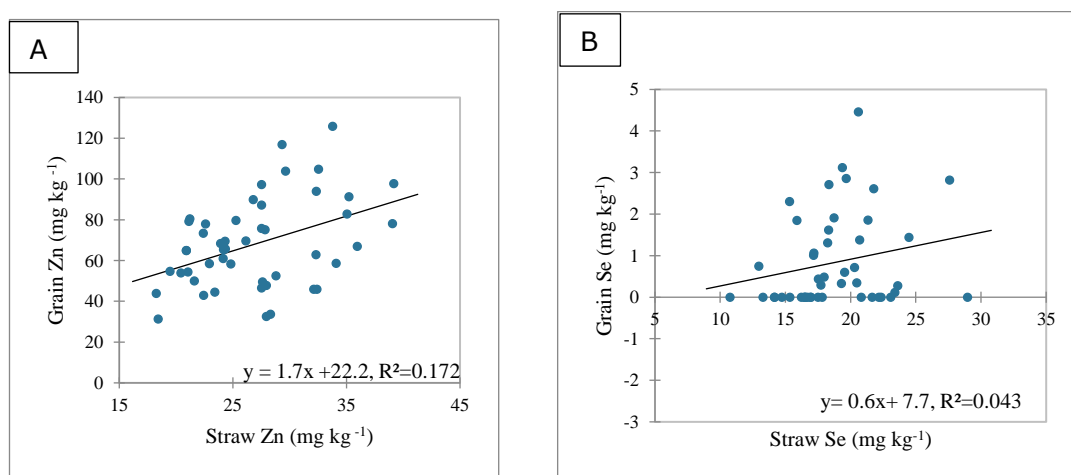 A
140
120
100
80
60
40
20
0
15 25 35 45
Grain Zn (mg kg -1)
Straw Zn (mg kg -1)
y = 1.7x +22.2, R²=0.172
B
5
4
3
2
1
0
-1
-2
-3
5 10 15 20 25 30 35
Grain Se (mg kg-1)
y= 0.6x+ 7.7, R²=0.043
Straw Se (mg kg-1)